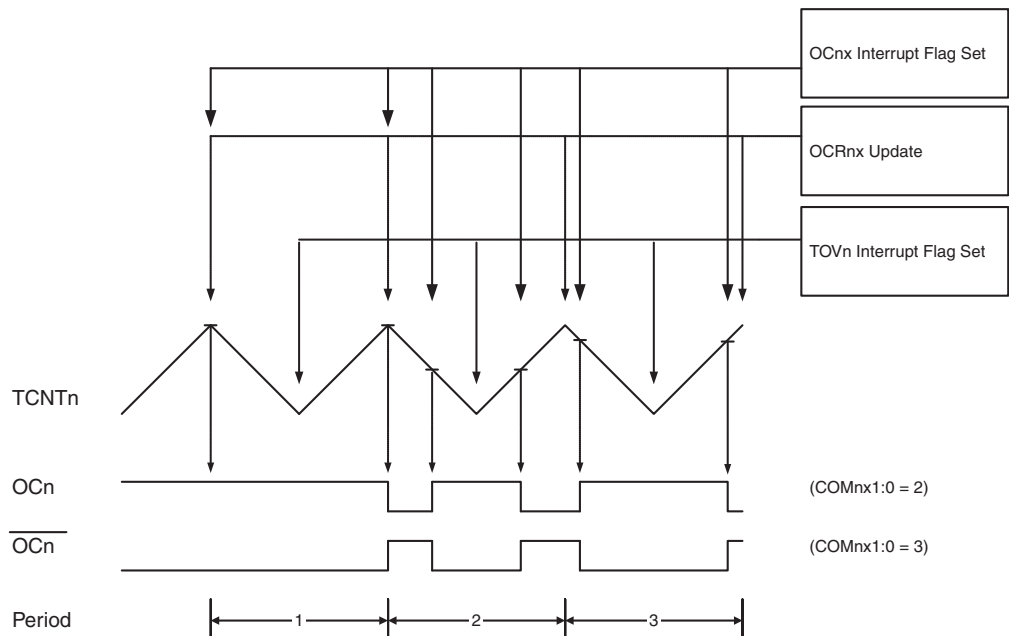 OCnx Interrupt Flag Set
OCRnx Update
TOVn Interrupt Flag Set
TCNTn
OCn (COMnx1:0 = 2)
OCn (COMnx1:0 = 3)
Period 1 2 3